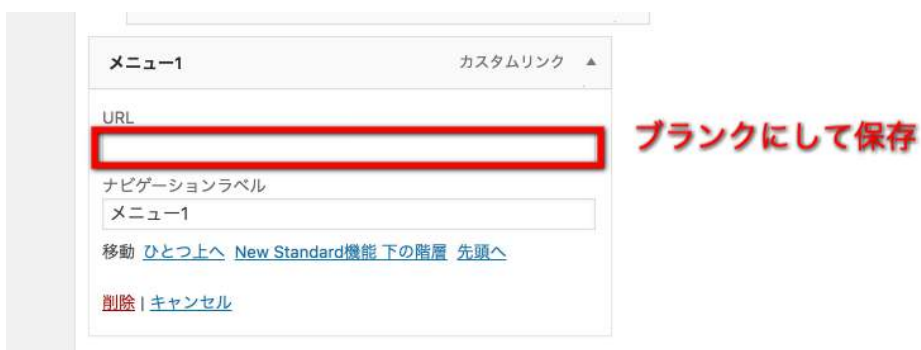 メニュー1 カスタムリンク ▲
URL
ブランクにして保存
ナビゲーションラベル
メニュー1
移動 ひとつ上へ New Standard機能 下の階層 先頭へ
削除 | キャンセル